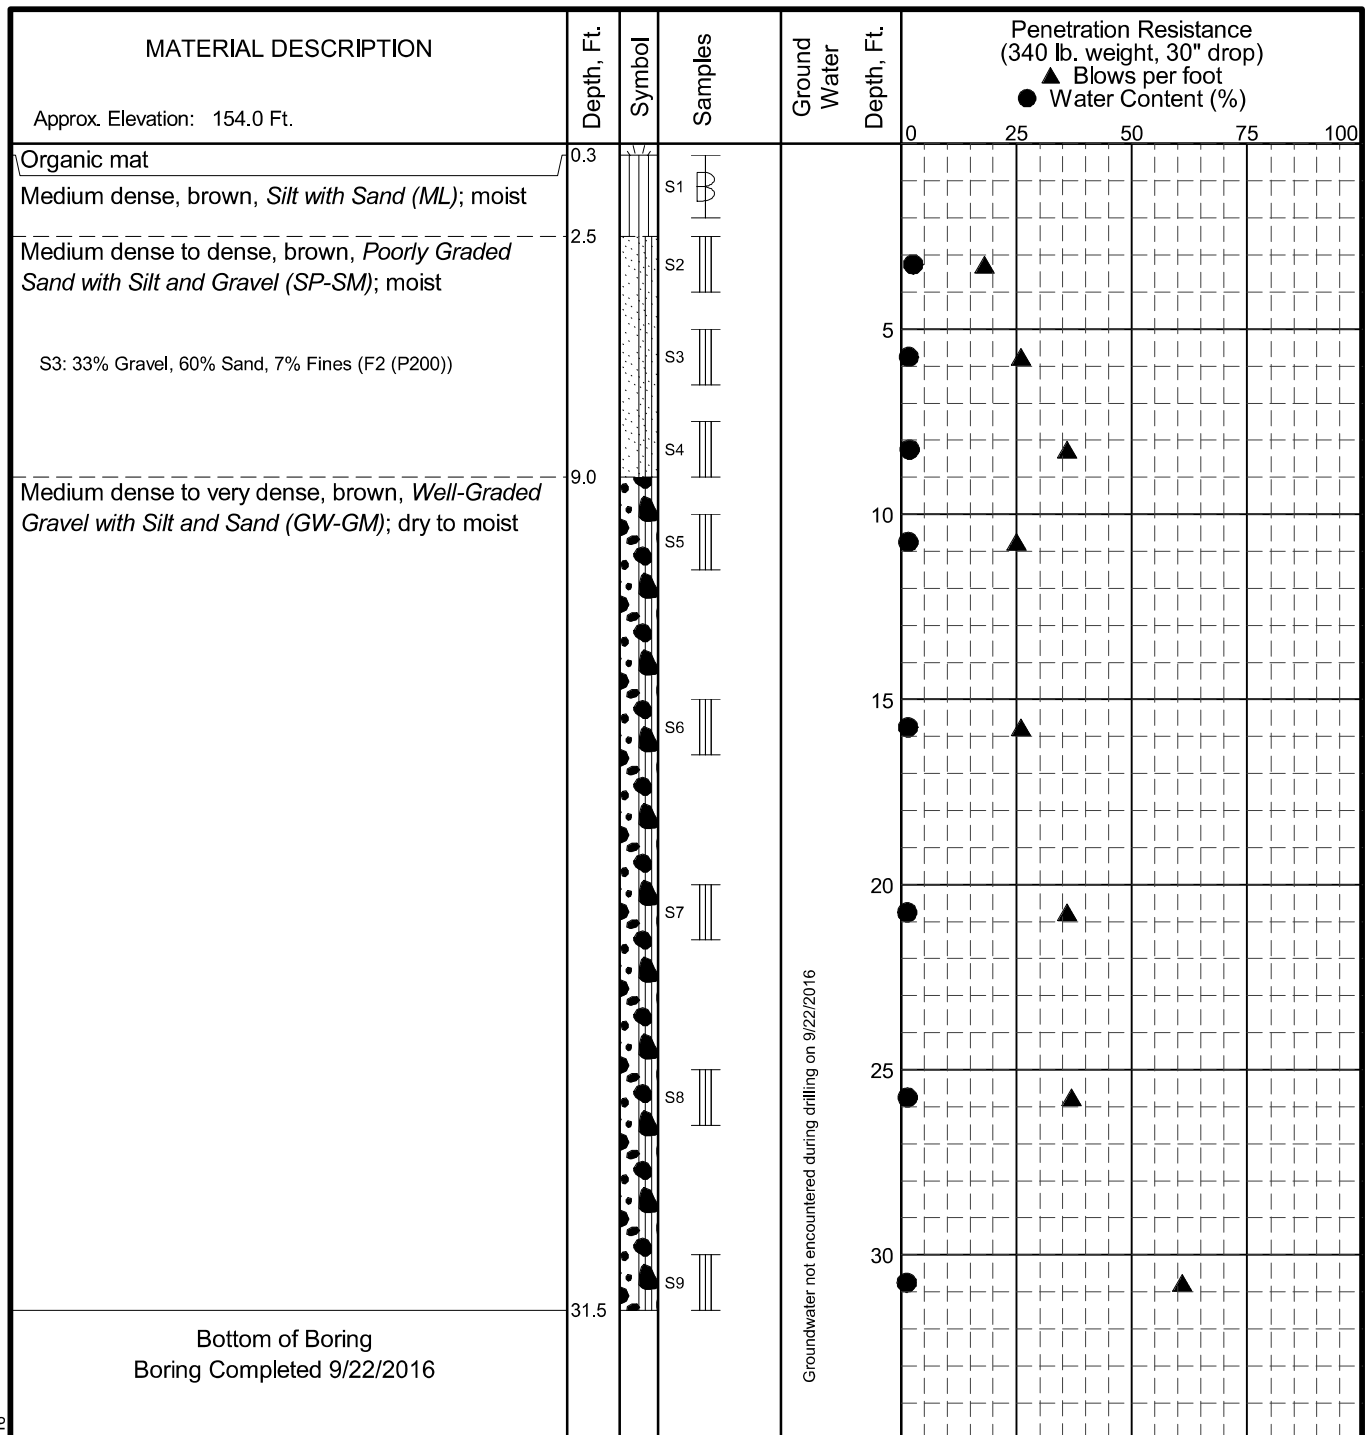 MATERIAL DESCRIPTION
Approx. Elevation: 154.0 Ft.
Depth, Ft.
Symbol
Samples
Ground
Water
Depth, Ft.
Penetration Resistance
(340 lb. weight, 30" drop)
▲ Blows per foot
● Water Content (%)
0 25 50 75 100
Organic mat
0.3
Medium dense, brown, Silt with Sand (ML); moist
S1
2.5
Medium dense to dense, brown, Poorly Graded
Sand with Silt and Gravel (SP-SM); moist
S2
5
S3: 33% Gravel, 60% Sand, 7% Fines (F2 (P200))
S3
S4
9.0
Medium dense to very dense, brown, Well-Graded
Gravel with Silt and Sand (GW-GM); dry to moist
10
S5
15
S6
20
S7
Groundwater not encountered during drilling on 9/22/2016
25
S8
30
S9
31.5
Bottom of Boring
Boring Completed 9/22/2016